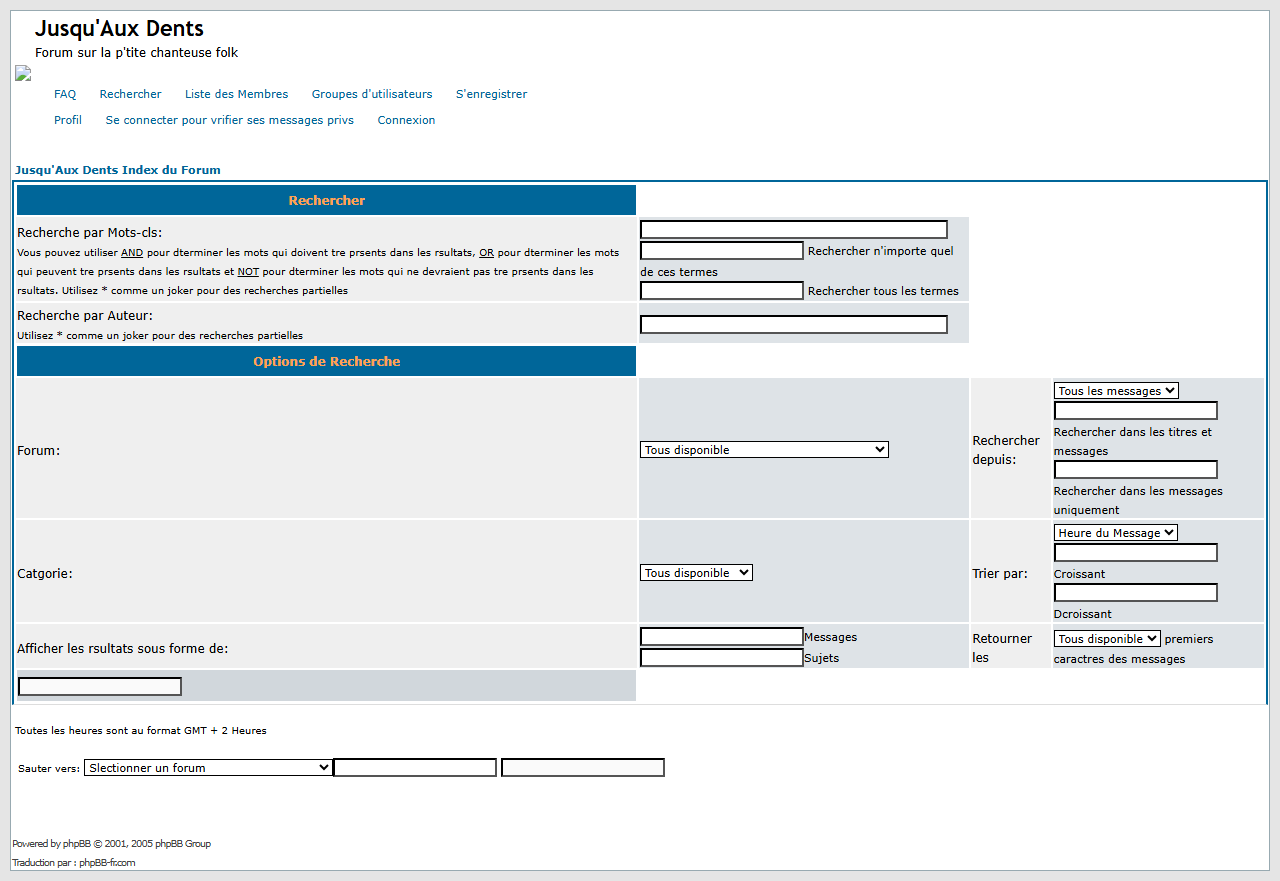 Jusqu'Aux Dents
Forum sur la p'tite chanteuse folk
FAQ Rechercher Liste des Membres Groupes d'utilisateurs S'enregistrer
Profil Se connecter pour vrifier ses messages privs Connexion
Jusqu'Aux Dents Index du Forum
Rechercher
Recherche par Mots-cls:
Vous pouvez utiliser AND pour dterminer les mots qui doivent tre prsents dans les rsultats, OR pour dterminer les mots
qui peuvent tre prsents dans les rsultats et NOT pour dterminer les mots qui ne devraient pas tre prsents dans les
rsultats. Utilisez * comme un joker pour des recherches partielles
Rechercher n'importe quel
de ces termes
Rechercher tous les termes
Recherche par Auteur:
Utilisez * comme un joker pour des recherches partielles
Options de Recherche
Forum:
Tous disponible
Rechercher
depuis:
Tous les messages
Rechercher dans les titres et
messages
Rechercher dans les messages
uniquement
Catgorie:
Tous disponible
Trier par:
Heure du Message
Croissant
Dcroissant
Afficher les rsultats sous forme de:
Messages
Sujets
Retourner
les
Tous disponible premiers
caractres des messages
Toutes les heures sont au format GMT + 2 Heures
Sauter vers: Slectionner un forum
Powered by phpBB © 2001, 2005 phpBB Group
Traduction par : phpBB-fr.com